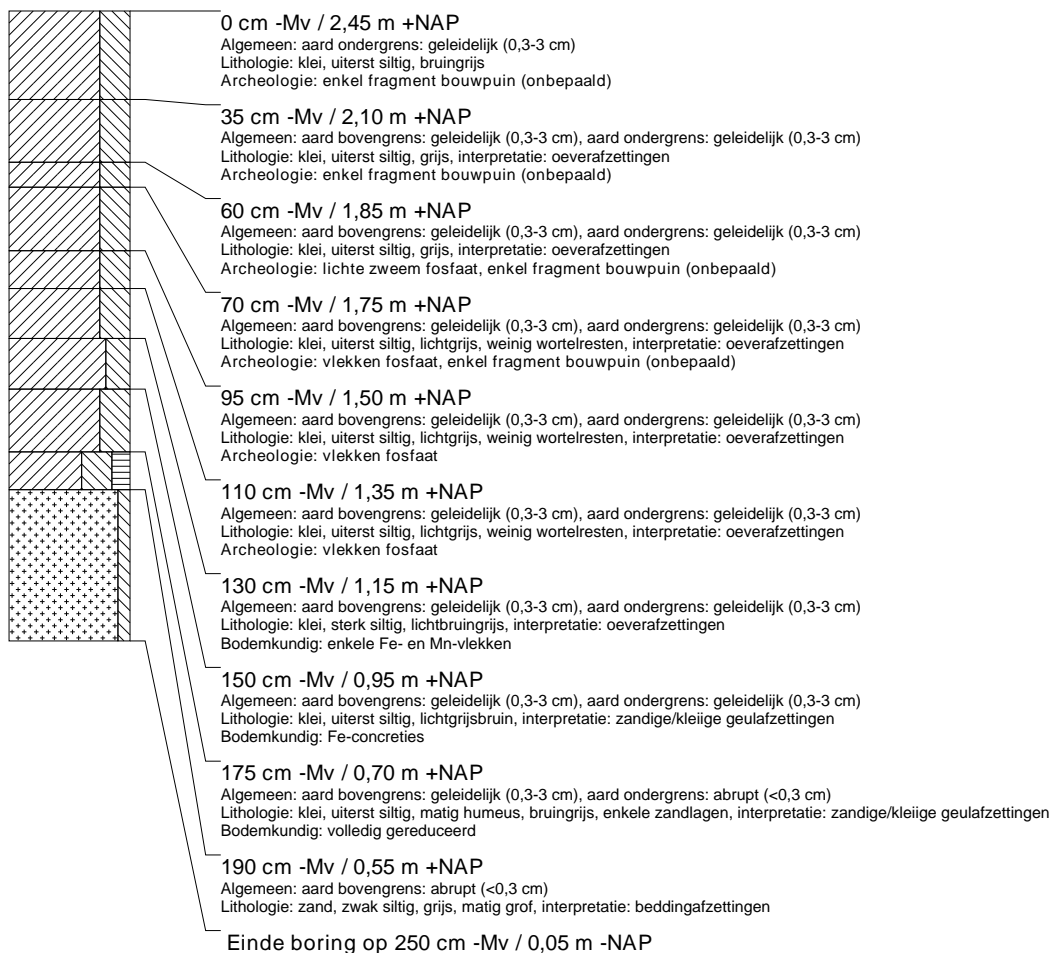 0 cm -Mv / 2,45 m +NAP
Algemeen: aard ondergrens: geleidelijk (0,3-3 cm)
Lithologie: klei, uiterst siltig, bruingrijs
Archeologie: enkel fragment bouwpuin (onbepaald)
35 cm -Mv / 2,10 m +NAP
Algemeen: aard bovengrens: geleidelijk (0,3-3 cm), aard ondergrens: geleidelijk (0,3-3 cm)
Lithologie: klei, uiterst siltig, grijs, interpretatie: oeverafzettingen
Archeologie: enkel fragment bouwpuin (onbepaald)
60 cm -Mv / 1,85 m +NAP
Algemeen: aard bovengrens: geleidelijk (0,3-3 cm), aard ondergrens: geleidelijk (0,3-3 cm)
Lithologie: klei, uiterst siltig, grijs, interpretatie: oeverafzettingen
Archeologie: lichte zweem fosfaat, enkel fragment bouwpuin (onbepaald)
70 cm -Mv / 1,75 m +NAP
Algemeen: aard bovengrens: geleidelijk (0,3-3 cm), aard ondergrens: geleidelijk (0,3-3 cm)
Lithologie: klei, uiterst siltig, lichtgrijs, weinig wortelresten, interpretatie: oeverafzettingen
Archeologie: vlekken fosfaat, enkel fragment bouwpuin (onbepaald)
95 cm -Mv / 1,50 m +NAP
Algemeen: aard bovengrens: geleidelijk (0,3-3 cm), aard ondergrens: geleidelijk (0,3-3 cm)
Lithologie: klei, uiterst siltig, lichtgrijs, weinig wortelresten, interpretatie: oeverafzettingen
Archeologie: vlekken fosfaat
110 cm -Mv / 1,35 m +NAP
Algemeen: aard bovengrens: geleidelijk (0,3-3 cm), aard ondergrens: geleidelijk (0,3-3 cm)
Lithologie: klei, uiterst siltig, lichtgrijs, weinig wortelresten, interpretatie: oeverafzettingen
Archeologie: vlekken fosfaat
130 cm -Mv / 1,15 m +NAP
Algemeen: aard bovengrens: geleidelijk (0,3-3 cm), aard ondergrens: geleidelijk (0,3-3 cm)
Lithologie: klei, sterk siltig, lichtbruingrijs, interpretatie: oeverafzettingen
Bodemkundig: enkele Fe- en Mn-vlekken
150 cm -Mv / 0,95 m +NAP
Algemeen: aard bovengrens: geleidelijk (0,3-3 cm), aard ondergrens: geleidelijk (0,3-3 cm)
Lithologie: klei, uiterst siltig, lichtgrijsbruin, interpretatie: zandige/kleiige geulafzettingen
Bodemkundig: Fe-concreties
175 cm -Mv / 0,70 m +NAP
Algemeen: aard bovengrens: geleidelijk (0,3-3 cm), aard ondergrens: abrupt (<0,3 cm)
Lithologie: klei, uiterst siltig, matig humeus, bruingrijs, enkele zandlagen, interpretatie: zandige/kleiige geulafzettingen
Bodemkundig: volledig gereduceerd
190 cm -Mv / 0,55 m +NAP
Algemeen: aard bovengrens: abrupt (<0,3 cm)
Lithologie: zand, zwak siltig, grijs, matig grof, interpretatie: beddingafzettingen
Einde boring op 250 cm -Mv / 0,05 m -NAP